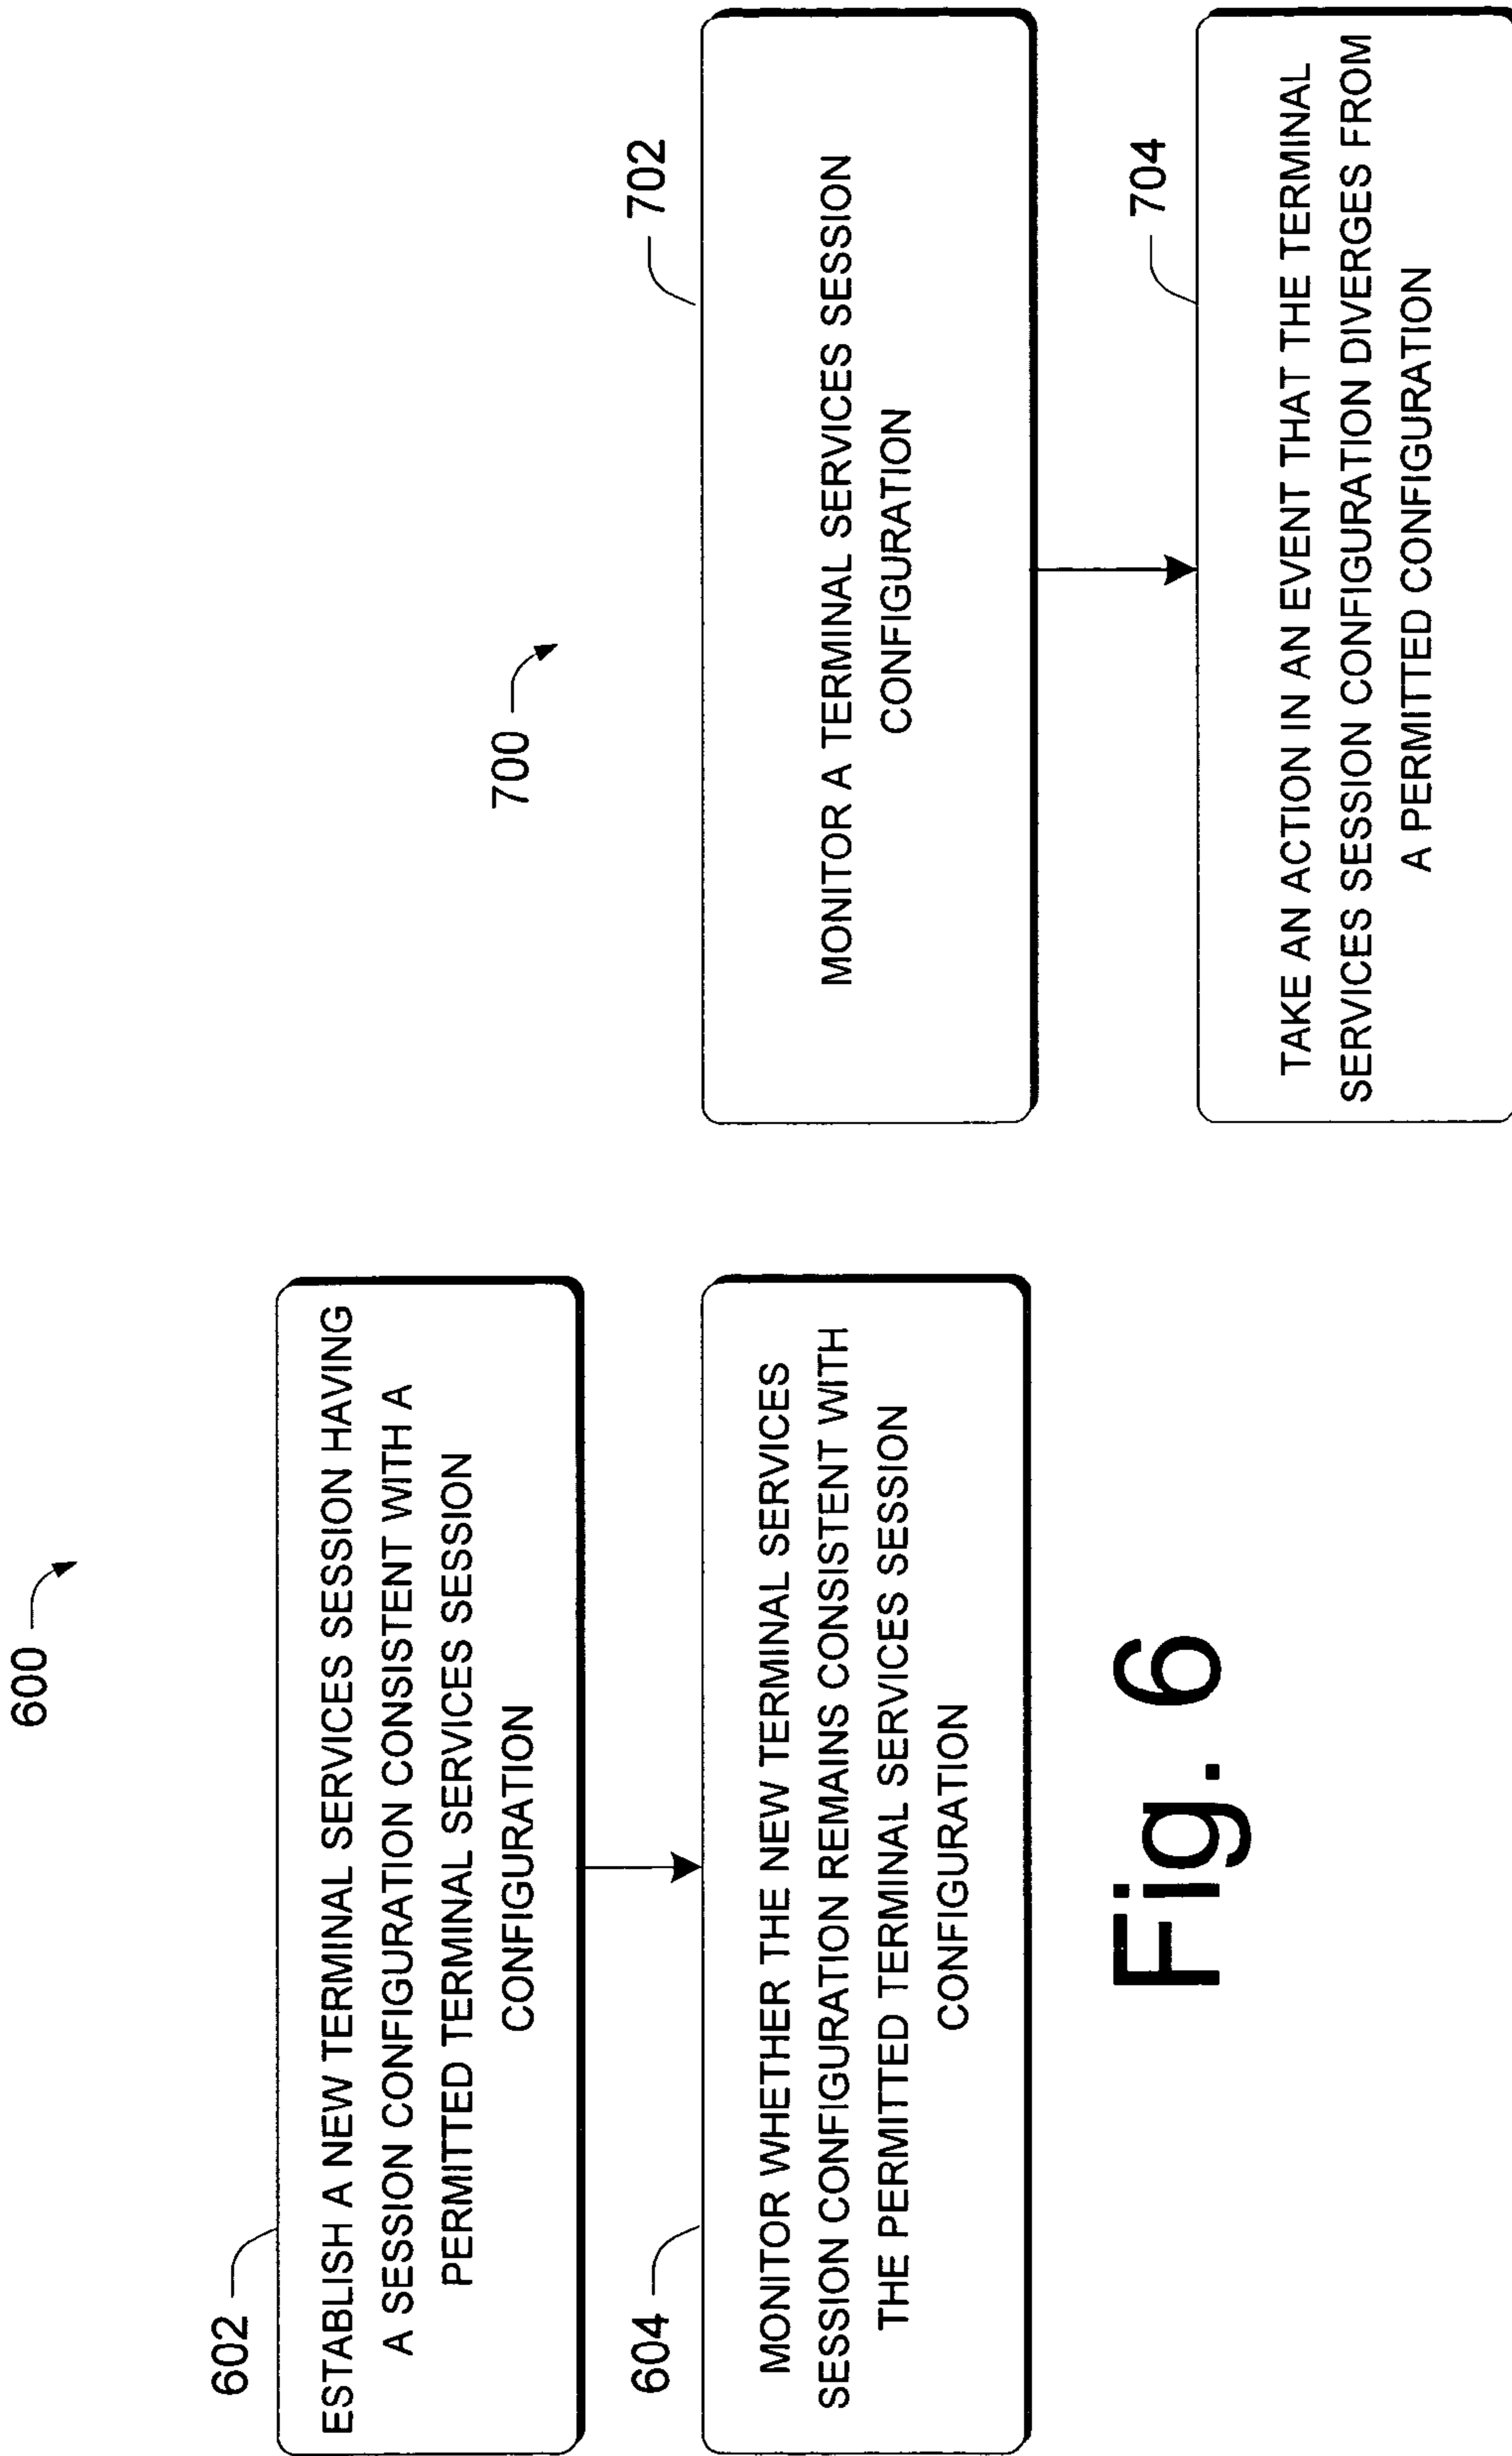 600
602
ESTABLISH A NEW TERMINAL SERVICES SESSION HAVING
A SESSION CONFIGURATION CONSISTENT WITH A
PERMITTED TERMINAL SERVICES SESSION
CONFIGURATION
604
MONITOR WHETHER THE NEW TERMINAL SERVICES
SESSION CONFIGURATION REMAINS CONSISTENT WITH
THE PERMITTED TERMINAL SERVICES SESSION
CONFIGURATION
Fig. 6
700
702
MONITOR A TERMINAL SERVICES SESSION
CONFIGURATION
704
TAKE AN ACTION IN AN EVENT THAT THE TERMINAL
SERVICES SESSION CONFIGURATION DIVERGES FROM
A PERMITTED CONFIGURATION